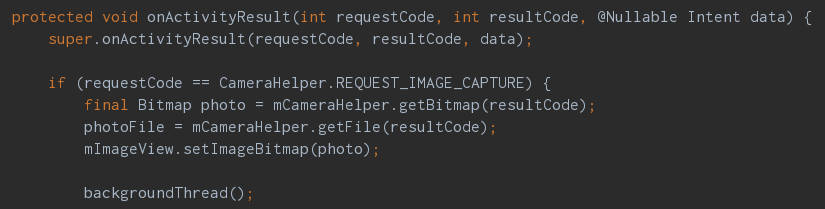 protected void onActivityResult(int requestCode, int resultCode, @Nullable Intent data) {
super.onActivityResult(requestCode, resultCode, data);
if (requestCode == CameraHelper.REQUEST_IMAGE_CAPTURE) {
final Bitmap photo = mCameraHelper.getBitmap(resultCode);
photoFile = mCameraHelper.getFile(resultCode);
mImageView.setImageBitmap(photo);
backgroundThread();